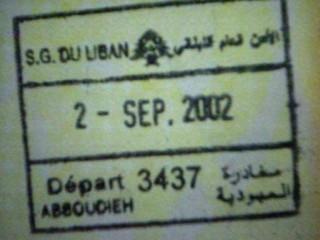 S.G. DU LIBAN الأمن العام اللبناني
2 - SEP. 2002
Départ 3437 مغادرة
ABBOUDIEH العبودية